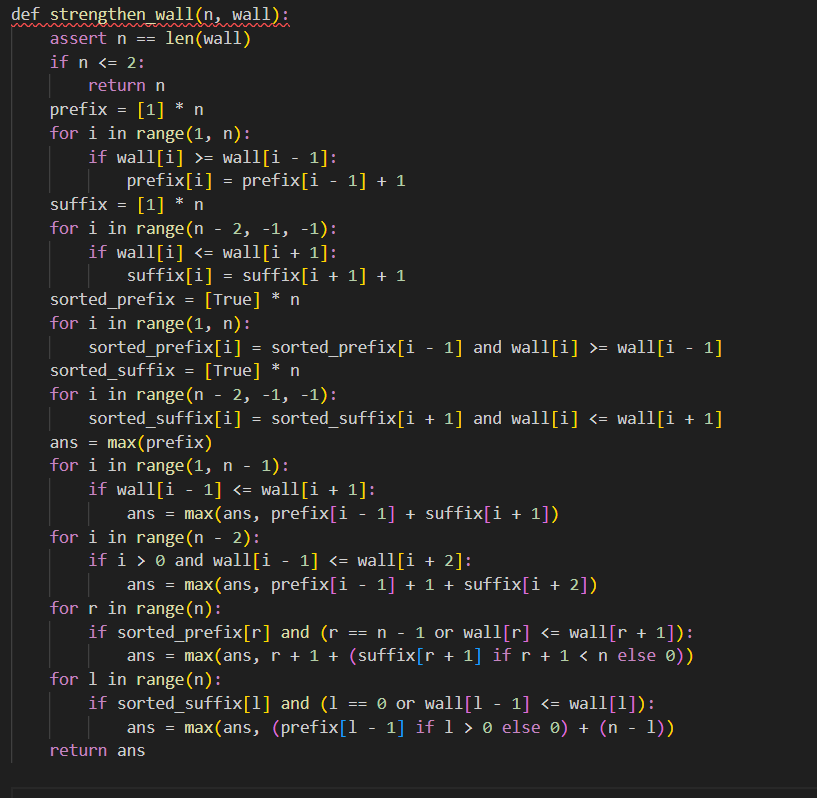 def strengthen_wall(n, wall):
    assert n == len(wall)
    if n <= 2:
        return n
    prefix = [1] * n
    for i in range(1, n):
        if wall[i] >= wall[i - 1]:
            prefix[i] = prefix[i - 1] + 1
    suffix = [1] * n
    for i in range(n - 2, -1, -1):
        if wall[i] <= wall[i + 1]:
            suffix[i] = suffix[i + 1] + 1
    sorted_prefix = [True] * n
    for i in range(1, n):
        sorted_prefix[i] = sorted_prefix[i - 1] and wall[i] >= wall[i - 1]
    sorted_suffix = [True] * n
    for i in range(n - 2, -1, -1):
        sorted_suffix[i] = sorted_suffix[i + 1] and wall[i] <= wall[i + 1]
    ans = max(prefix)
    for i in range(1, n - 1):
        if wall[i - 1] <= wall[i + 1]:
            ans = max(ans, prefix[i - 1] + suffix[i + 1])
    for i in range(n - 2):
        if i > 0 and wall[i - 1] <= wall[i + 2]:
            ans = max(ans, prefix[i - 1] + 1 + suffix[i + 2])
    for r in range(n):
        if sorted_prefix[r] and (r == n - 1 or wall[r] <= wall[r + 1]):
            ans = max(ans, r + 1 + (suffix[r + 1] if r + 1 < n else 0))
    for l in range(n):
        if sorted_suffix[l] and (l == 0 or wall[l - 1] <= wall[l]):
            ans = max(ans, (prefix[l - 1] if l > 0 else 0) + (n - l))
    return ans